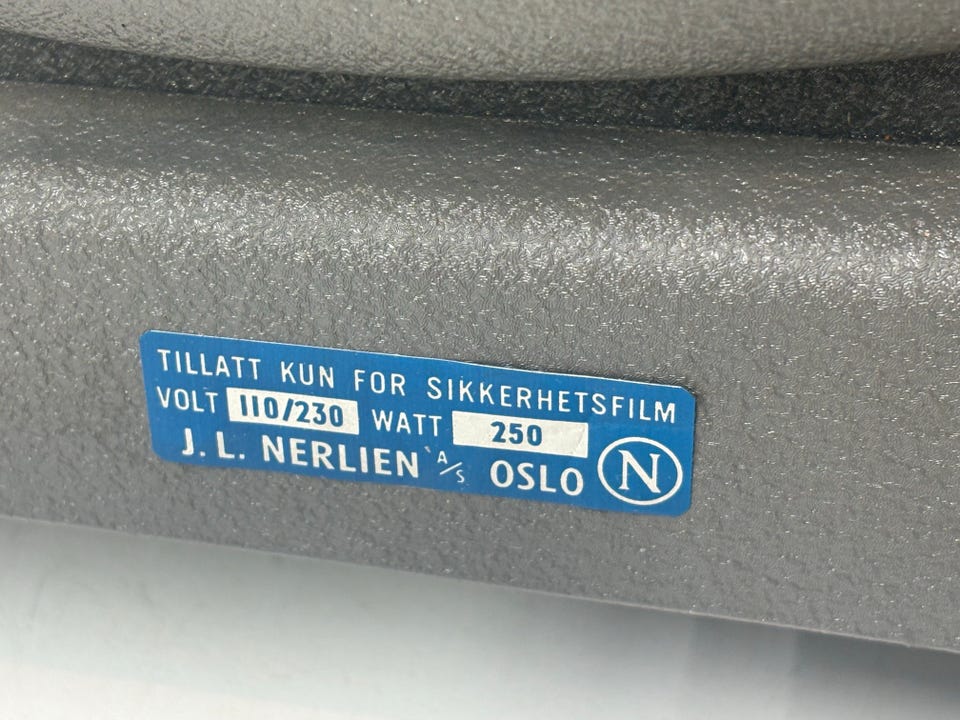 TILLATT KUN FOR SIKKERHETSFILM
VOLT 110/230 WATT 250
J. L. NERLIEN A/S OSLO N